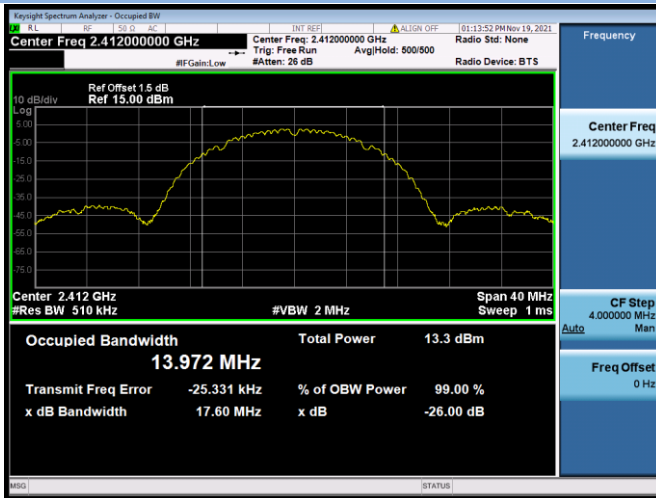 Keysight Spectrum Analyzer - Occupied BW
RL RF 50 Ω AC INT REF ALIGN OFF 01:13:52 PM Nov 19, 2021
Center Freq 2.412000000 GHz Center Freq: 2.412000000 GHz Radio Std: None
Trig: Free Run Avg|Hold: 500/500
#IFGain:Low #Atten: 26 dB Radio Device: BTS
Ref Offset 1.5 dB
10 dB/div Ref 15.00 dBm
Log
5.00
-5.00
-15.0
-25.0
-35.0
-45.0
-55.0
-65.0
-75.0
Center 2.412 GHz Span 40 MHz
#Res BW 510 kHz #VBW 2 MHz Sweep 1 ms
Occupied Bandwidth Total Power 13.3 dBm
13.972 MHz
Transmit Freq Error -25.331 kHz % of OBW Power 99.00 %
x dB Bandwidth 17.60 MHz x dB -26.00 dB
MSG STATUS
Frequency
Center Freq
2.412000000 GHz
CF Step
4.000000 MHz
Auto Man
Freq Offset
0 Hz